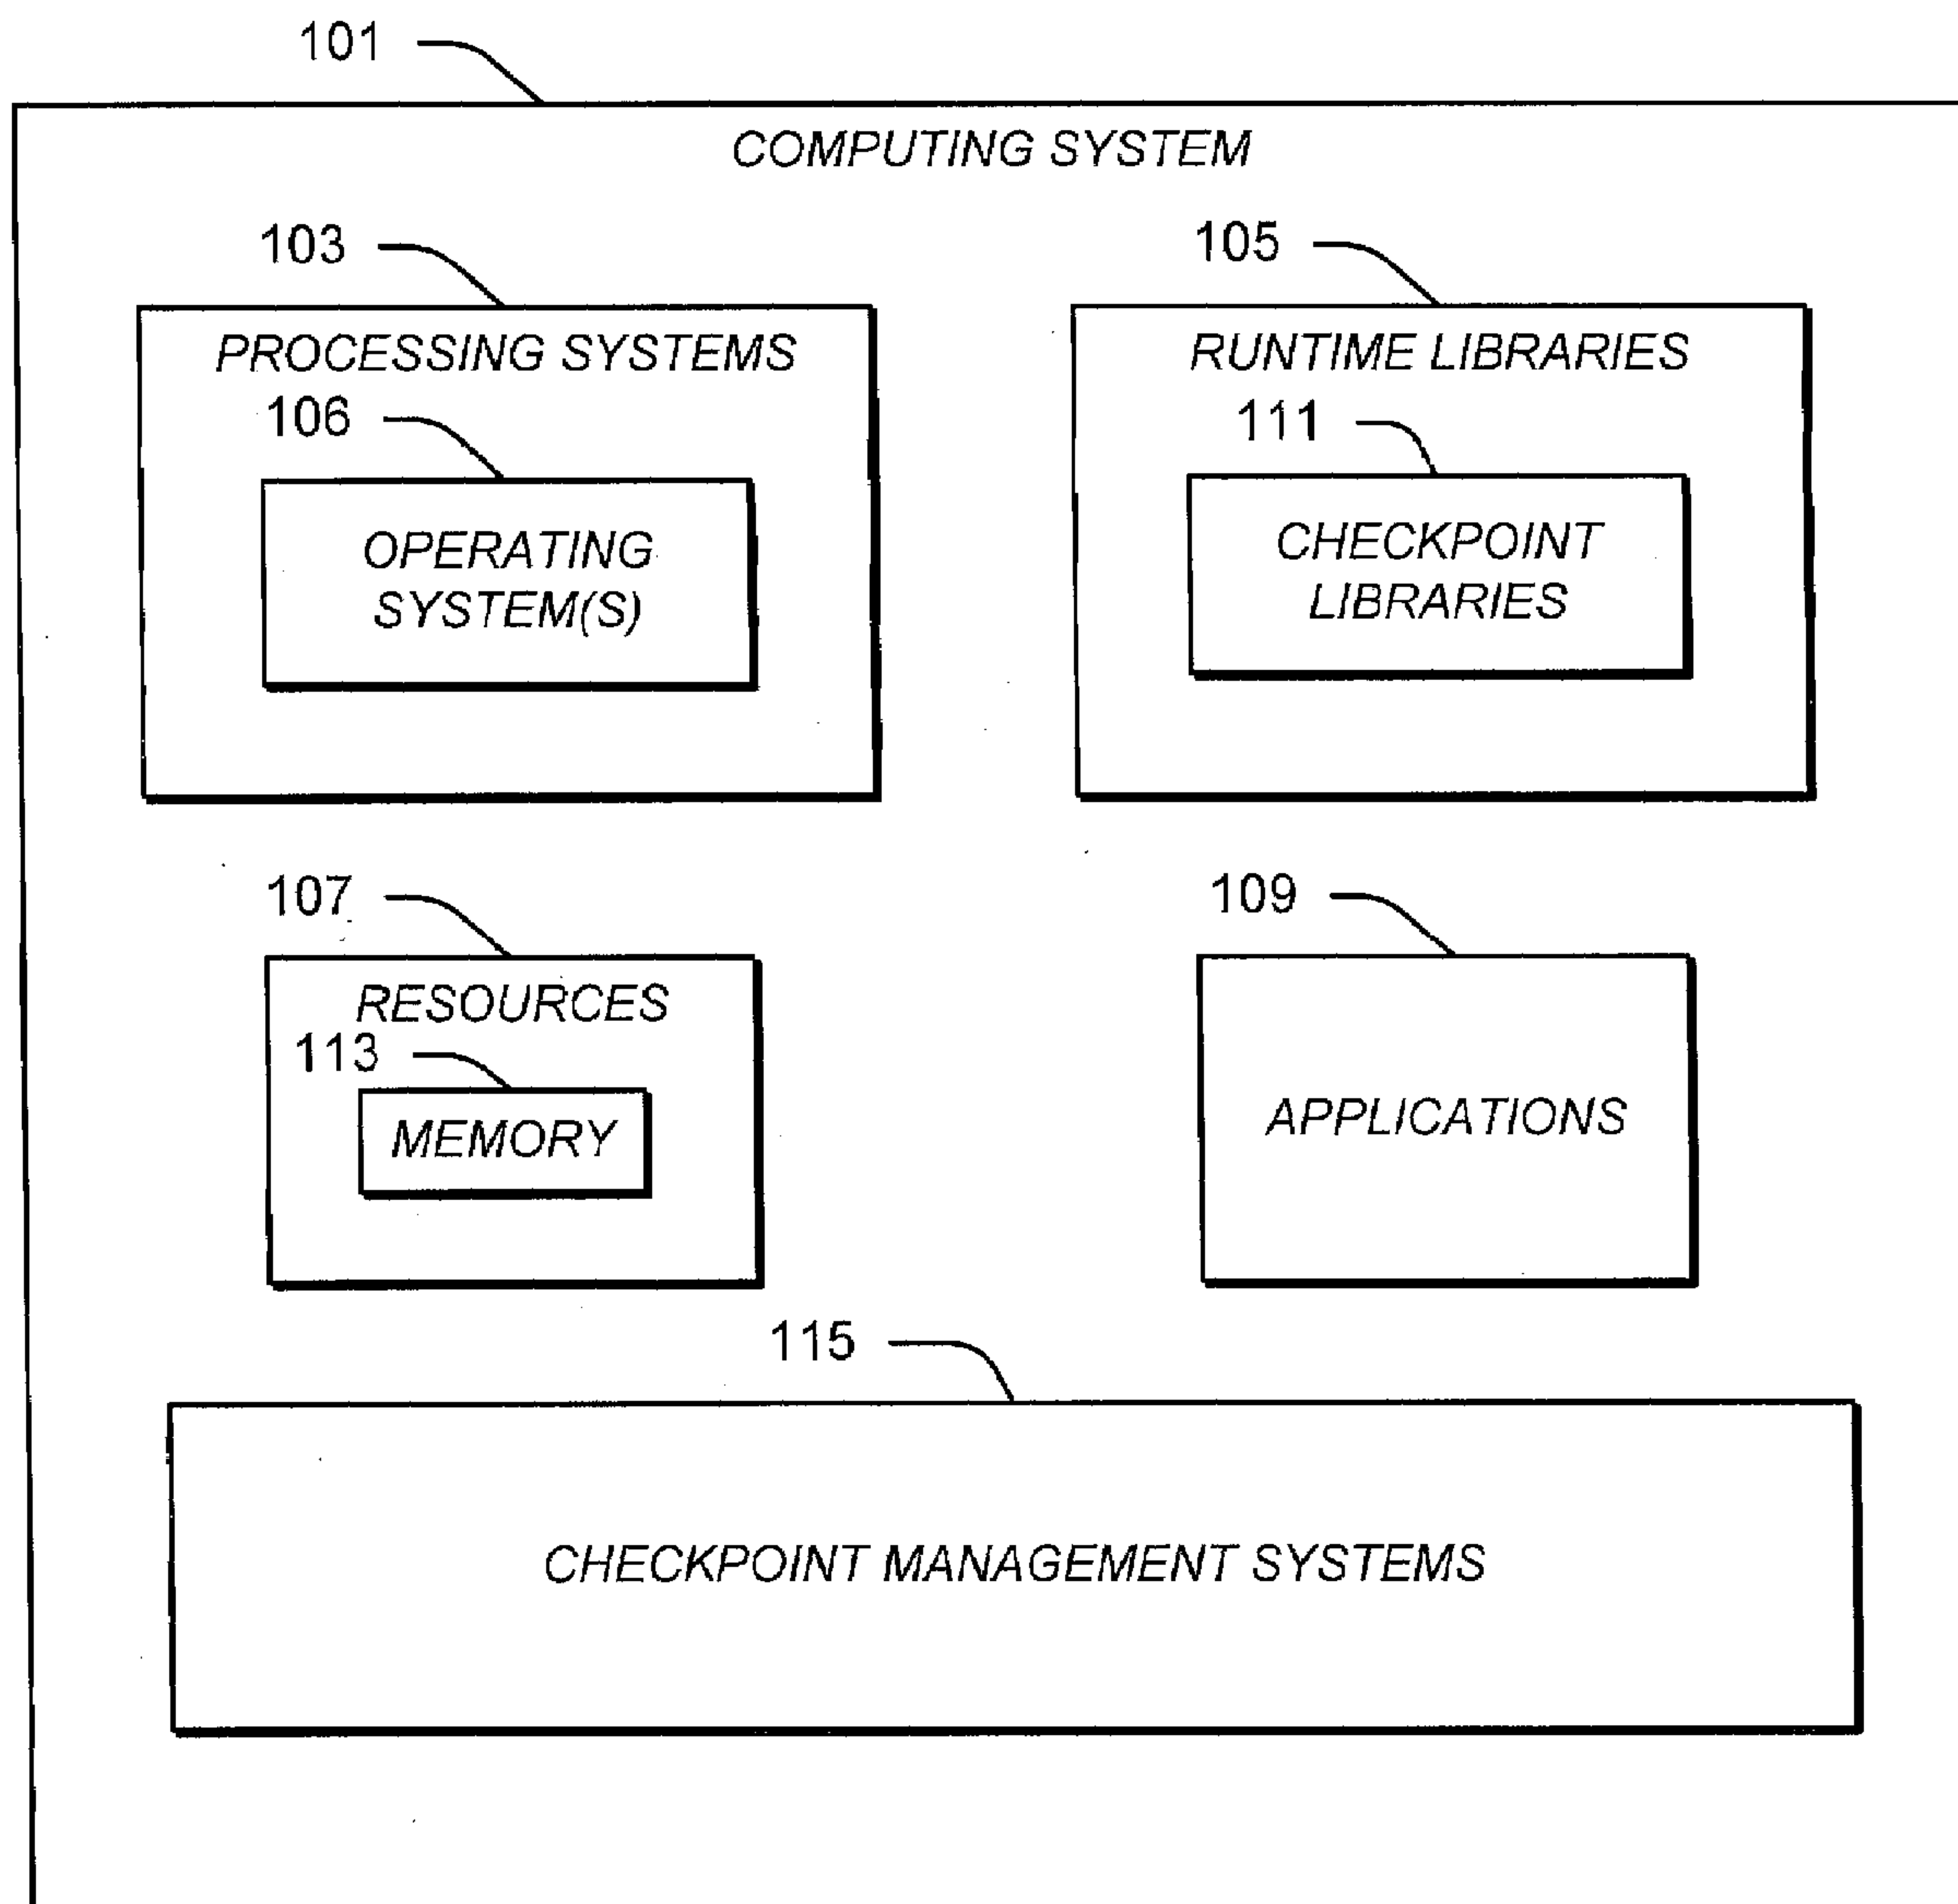 101
COMPUTING SYSTEM
103
PROCESSING SYSTEMS
106
OPERATING
SYSTEM(S)
105
RUNTIME LIBRARIES
111
CHECKPOINT
LIBRARIES
107
RESOURCES
113
MEMORY
109
APPLICATIONS
115
CHECKPOINT MANAGEMENT SYSTEMS